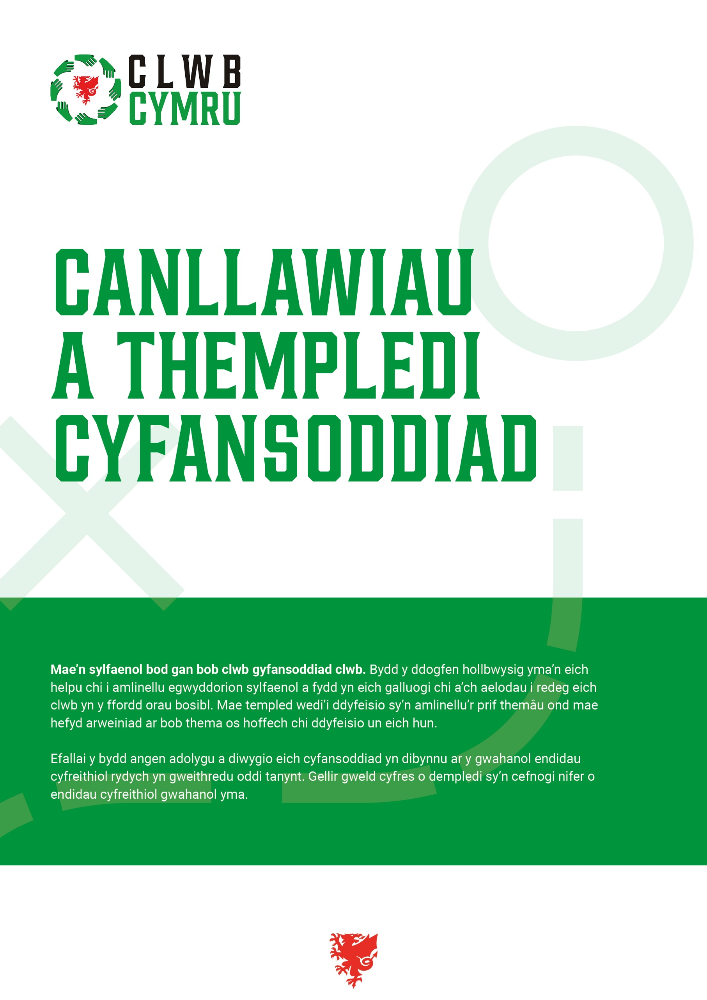 CLWB
CYMRU
CANLLAWIAU
A THEMPLEDI
CYFANSODDIAD
Mae’n sylfaenol bod gan bob clwb gyfansoddiad clwb. Bydd y ddogfen hollbwysig yma’n eich
helpu chi i amlinellu egwyddorion sylfaenol a fydd yn eich galluogi chi a’ch aelodau i redeg eich
clwb yn y ffordd orau bosibl. Mae templed wedi’i ddyfeisio sy’n amlinellu’r prif themâu ond mae
hefyd arweiniad ar bob thema os hoffech chi ddyfeisio un eich hun.
Efallai y bydd angen adolygu a diwygio eich cyfansoddiad yn dibynnu ar y gwahanol endidau
cyfreithiol rydych yn gweithredu oddi tanynt. Gellir gweld cyfres o dempledi sy’n cefnogi nifer o
endidau cyfreithiol gwahanol yma.